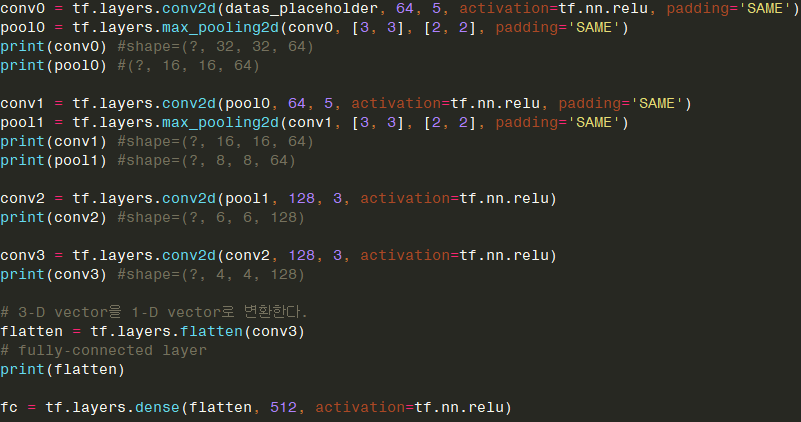 conv0 = tf.layers.conv2d(datas_placeholder, 64, 5, activation=tf.nn.relu, padding='SAME')
pool0 = tf.layers.max_pooling2d(conv0, [3, 3], [2, 2], padding='SAME')
print(conv0) #shape=(?, 32, 32, 64)
print(pool0) #(?, 16, 16, 64)
conv1 = tf.layers.conv2d(pool0, 64, 5, activation=tf.nn.relu, padding='SAME')
pool1 = tf.layers.max_pooling2d(conv1, [3, 3], [2, 2], padding='SAME')
print(conv1) #shape=(?, 16, 16, 64)
print(pool1) #shape=(?, 8, 8, 64)
conv2 = tf.layers.conv2d(pool1, 128, 3, activation=tf.nn.relu)
print(conv2) #shape=(?, 6, 6, 128)
conv3 = tf.layers.conv2d(conv2, 128, 3, activation=tf.nn.relu)
print(conv3) #shape=(?, 4, 4, 128)
# 3-D vector을 1-D vector로 변환한다.
flatten = tf.layers.flatten(conv3)
# fully-connected layer
print(flatten)
fc = tf.layers.dense(flatten, 512, activation=tf.nn.relu)